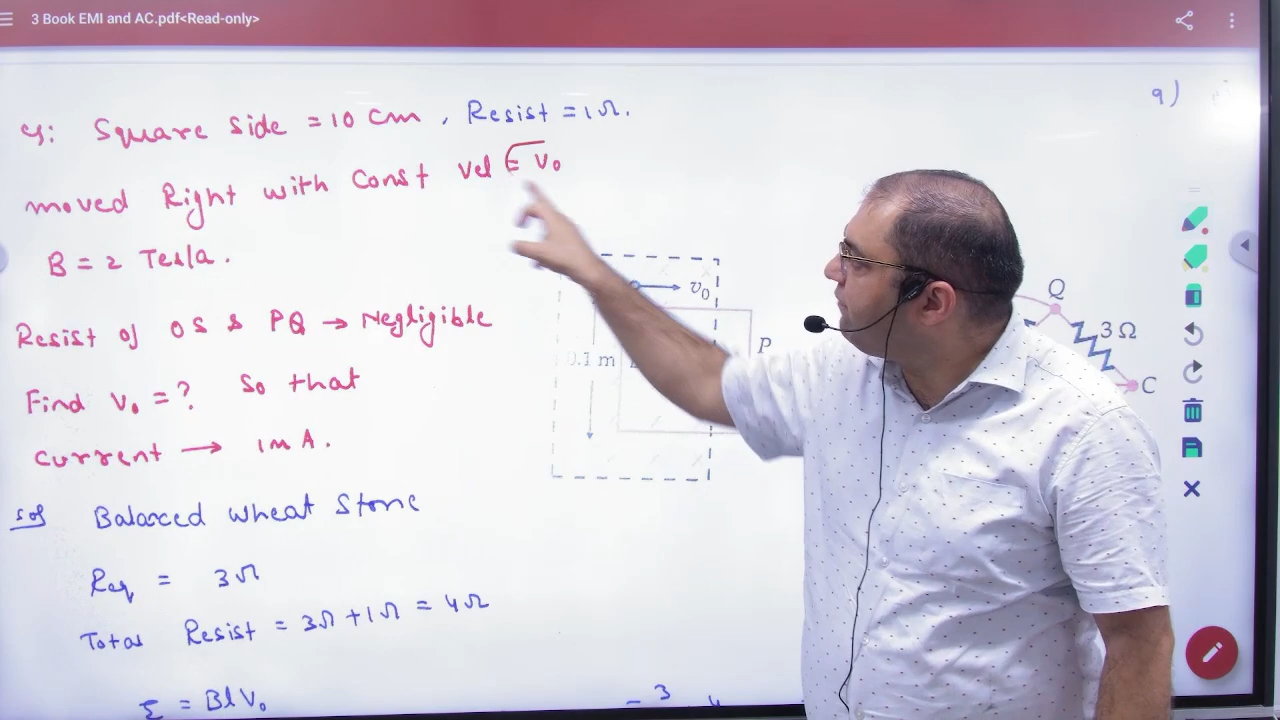 3 Book EMI and AC.pdf<Read-only>
Square side = 10 cm, Resist = 1Ω.
moved Right with Const vel = v₀
B = 2 Tesla.
Resist of OS & PQ → Negligible
Find v₀ = ? So that
current → 1mA.
Sol Balanced Wheat Stone
Req = 3Ω
Total Resist = 3Ω + 1Ω = 4Ω
Σ = Blv₀
9)
v₀
0.1 m
P
Q
3 Ω
C